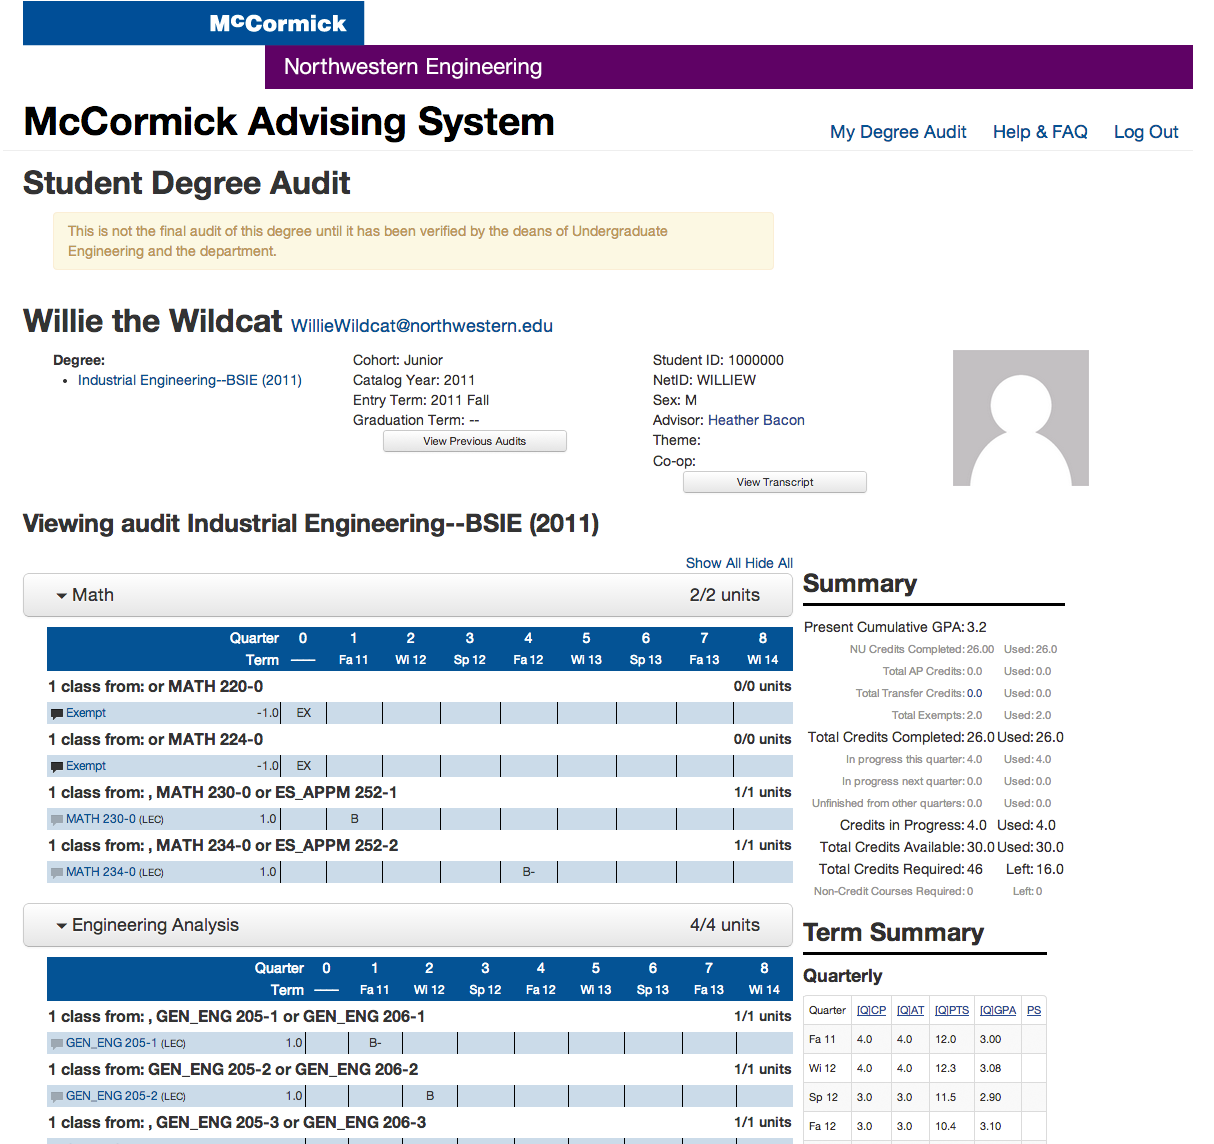 McCormick
Northwestern Engineering
McCormick Advising System
My Degree Audit Help & FAQ Log Out
Student Degree Audit
This is not the final audit of this degree until it has been verified by the deans of Undergraduate
Engineering and the department.
Willie the Wildcat WillieWildcat@northwestern.edu
Degree:
• Industrial Engineering--BSIE (2011)
Cohort: Junior
Catalog Year: 2011
Entry Term: 2011 Fall
Graduation Term: --
View Previous Audits
Student ID: 1000000
NetID: WILLIEW
Sex: M
Advisor: Heather Bacon
Theme:
Co-op:
View Transcript
Viewing audit Industrial Engineering--BSIE (2011)
Show All Hide All
Math 2/2 units
Quarter 0 1 2 3 4 5 6 7 8
Term —— Fa 11 Wi 12 Sp 12 Fa 12 Wi 13 Sp 13 Fa 13 Wi 14
1 class from: or MATH 220-0 0/0 units
Exempt -1.0 EX
1 class from: or MATH 224-0 0/0 units
Exempt -1.0 EX
1 class from: , MATH 230-0 or ES_APPM 252-1 1/1 units
MATH 230-0 (LEC) 1.0 B
1 class from: , MATH 234-0 or ES_APPM 252-2 1/1 units
MATH 234-0 (LEC) 1.0 B-
Engineering Analysis 4/4 units
Quarter 0 1 2 3 4 5 6 7 8
Term —— Fa 11 Wi 12 Sp 12 Fa 12 Wi 13 Sp 13 Fa 13 Wi 14
1 class from: , GEN_ENG 205-1 or GEN_ENG 206-1 1/1 units
GEN_ENG 205-1 (LEC) 1.0 B-
1 class from: GEN_ENG 205-2 or GEN_ENG 206-2 1/1 units
GEN_ENG 205-2 (LEC) 1.0 B
1 class from: , GEN_ENG 205-3 or GEN_ENG 206-3 1/1 units
Summary
Present Cumulative GPA: 3.2
NU Credits Completed: 26.00 Used: 26.0
Total AP Credits: 0.0 Used: 0.0
Total Transfer Credits: 0.0 Used: 0.0
Total Exempts: 2.0 Used: 2.0
Total Credits Completed: 26.0 Used: 26.0
In progress this quarter: 4.0 Used: 4.0
In progress next quarter: 0.0 Used: 0.0
Unfinished from other quarters: 0.0 Used: 0.0
Credits in Progress: 4.0 Used: 4.0
Total Credits Available: 30.0 Used: 30.0
Total Credits Required: 46 Left: 16.0
Non-Credit Courses Required: 0 Left: 0
Term Summary
Quarterly
Quarter [Q]CP [Q]AT [Q]PTS [Q]GPA PS
Fa 11 4.0 4.0 12.0 3.00
Wi 12 4.0 4.0 12.3 3.08
Sp 12 3.0 3.0 11.5 2.90
Fa 12 3.0 3.0 10.4 3.10